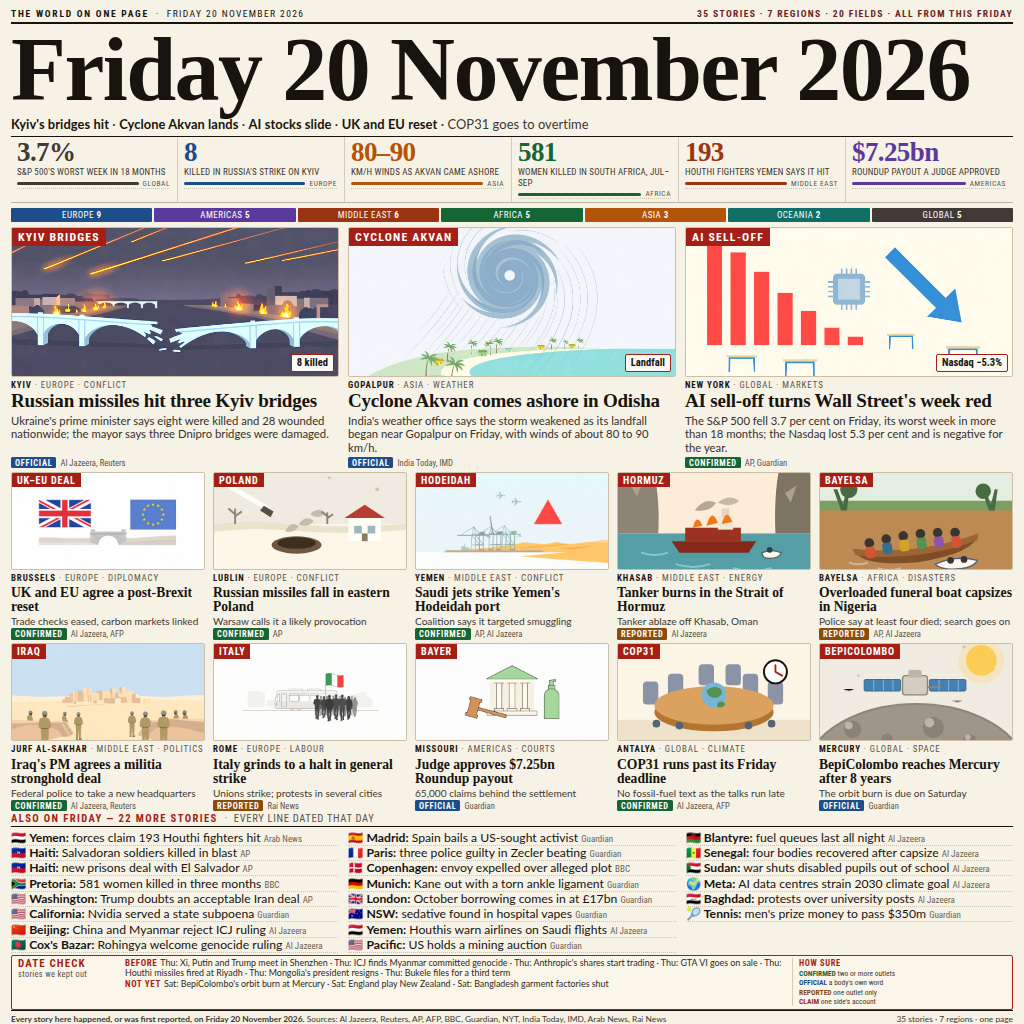 THE WORLD ON ONE PAGE · FRIDAY 20 NOVEMBER 2026
35 STORIES · 7 REGIONS · 20 FIELDS · ALL FROM THIS FRIDAY
Friday 20 November 2026
Kyiv's bridges hit · Cyclone Akvan lands · AI stocks slide · UK and EU reset · COP31 goes to overtime
3.7%
S&P 500'S WORST WEEK IN 18 MONTHS
GLOBAL
8
KILLED IN RUSSIA'S STRIKE ON KYIV
EUROPE
80–90
KM/H WINDS AS AKVAN CAME ASHORE
ASIA
581
WOMEN KILLED IN SOUTH AFRICA, JUL–
SEP
AFRICA
193
HOUTHI FIGHTERS YEMEN SAYS IT HIT
MIDDLE EAST
$7.25bn
ROUNDUP PAYOUT A JUDGE APPROVED
AMERICAS
EUROPE 9
AMERICAS 5
MIDDLE EAST 6
AFRICA 5
ASIA 3
OCEANIA 2
GLOBAL 5
KYIV BRIDGES
8 killed
KYIV · EUROPE · CONFLICT
Russian missiles hit three Kyiv bridges
Ukraine's prime minister says eight were killed and 28 wounded
nationwide; the mayor says three Dnipro bridges were damaged.
OFFICIAL Al Jazeera, Reuters
CYCLONE AKVAN
Landfall
GOPALPUR · ASIA · WEATHER
Cyclone Akvan comes ashore in Odisha
India's weather office says the storm weakened as its landfall
began near Gopalpur on Friday, with winds of about 80 to 90
km/h.
OFFICIAL India Today, IMD
AI SELL-OFF
Nasdaq −5.3%
NEW YORK · GLOBAL · MARKETS
AI sell-off turns Wall Street's week red
The S&P 500 fell 3.7 per cent on Friday, its worst week in more
than 18 months; the Nasdaq lost 5.3 per cent and is negative for
the year.
CONFIRMED AP, Guardian
UK–EU DEAL
BRUSSELS · EUROPE · DIPLOMACY
UK and EU agree a post-Brexit
reset
Trade checks eased, carbon markets linked
CONFIRMED Al Jazeera, AFP
POLAND
LUBLIN · EUROPE · CONFLICT
Russian missiles fall in eastern
Poland
Warsaw calls it a likely provocation
CONFIRMED AP
HODEIDAH
YEMEN · MIDDLE EAST · CONFLICT
Saudi jets strike Yemen's
Hodeidah port
Coalition says it targeted smuggling
CONFIRMED AP, Al Jazeera
HORMUZ
KHASAB · MIDDLE EAST · ENERGY
Tanker burns in the Strait of
Hormuz
Tanker ablaze off Khasab, Oman
REPORTED Al Jazeera
BAYELSA
BAYELSA · AFRICA · DISASTERS
Overloaded funeral boat capsizes
in Nigeria
Police say at least four died; search goes on
REPORTED AP, Al Jazeera
IRAQ
JURF AL-SAKHAR · MIDDLE EAST · POLITICS
Iraq's PM agrees a militia
stronghold deal
Federal police to take a new headquarters
CONFIRMED Al Jazeera, Reuters
ITALY
ROME · EUROPE · LABOUR
Italy grinds to a halt in general
strike
Unions strike; protests in several cities
REPORTED Rai News
BAYER
MISSOURI · AMERICAS · COURTS
Judge approves $7.25bn
Roundup payout
65,000 claims behind the settlement
OFFICIAL Guardian
COP31
ANTALYA · GLOBAL · CLIMATE
COP31 runs past its Friday
deadline
No fossil-fuel text as the talks run late
CONFIRMED Al Jazeera, AFP
BEPICOLOMBO
MERCURY · GLOBAL · SPACE
BepiColombo reaches Mercury
after 8 years
The orbit burn is due on Saturday
OFFICIAL Guardian
ALSO ON FRIDAY — 22 MORE STORIES · EVERY LINE DATED THAT DAY
Yemen: forces claim 193 Houthi fighters hit Arab News
Haiti: Salvadoran soldiers killed in blast AP
Haiti: new prisons deal with El Salvador AP
Pretoria: 581 women killed in three months BBC
Washington: Trump doubts an acceptable Iran deal AP
California: Nvidia served a state subpoena Guardian
Beijing: China and Myanmar reject ICJ ruling Al Jazeera
Cox's Bazar: Rohingya welcome genocide ruling Al Jazeera
Madrid: Spain bails a US-sought activist Guardian
Paris: three police guilty in Zecler beating Guardian
Copenhagen: envoy expelled over alleged plot BBC
Munich: Kane out with a torn ankle ligament Guardian
London: October borrowing comes in at £17bn Guardian
NSW: sedative found in hospital vapes Guardian
Yemen: Houthis warn airlines on Saudi flights Al Jazeera
Pacific: US holds a mining auction Guardian
Blantyre: fuel queues last all night Al Jazeera
Senegal: four bodies recovered after capsize Al Jazeera
Sudan: war shuts disabled pupils out of school Al Jazeera
Meta: AI data centres strain 2030 climate goal Al Jazeera
Baghdad: protests over university posts Al Jazeera
Tennis: men's prize money to pass $350m Guardian
DATE CHECK
stories we kept out
BEFORE Thu: Xi, Putin and Trump meet in Shenzhen · Thu: ICJ finds Myanmar committed genocide · Thu: Anthropic's shares start trading · Thu: GTA VI goes on sale · Thu:
Houthi missiles fired at Riyadh · Thu: Mongolia's president resigns · Thu: Bukele files for a third term
NOT YET Sat: BepiColombo's orbit burn at Mercury · Sat: England play New Zealand · Sat: Bangladesh garment factories shut
HOW SURE
CONFIRMED two or more outlets
OFFICIAL a body's own word
REPORTED one outlet only
CLAIM one side's account
Every story here happened, or was first reported, on Friday 20 November 2026. Sources: Al Jazeera, Reuters, AP, AFP, BBC, Guardian, NYT, India Today, IMD, Arab News, Rai News
35 stories · 7 regions · one page